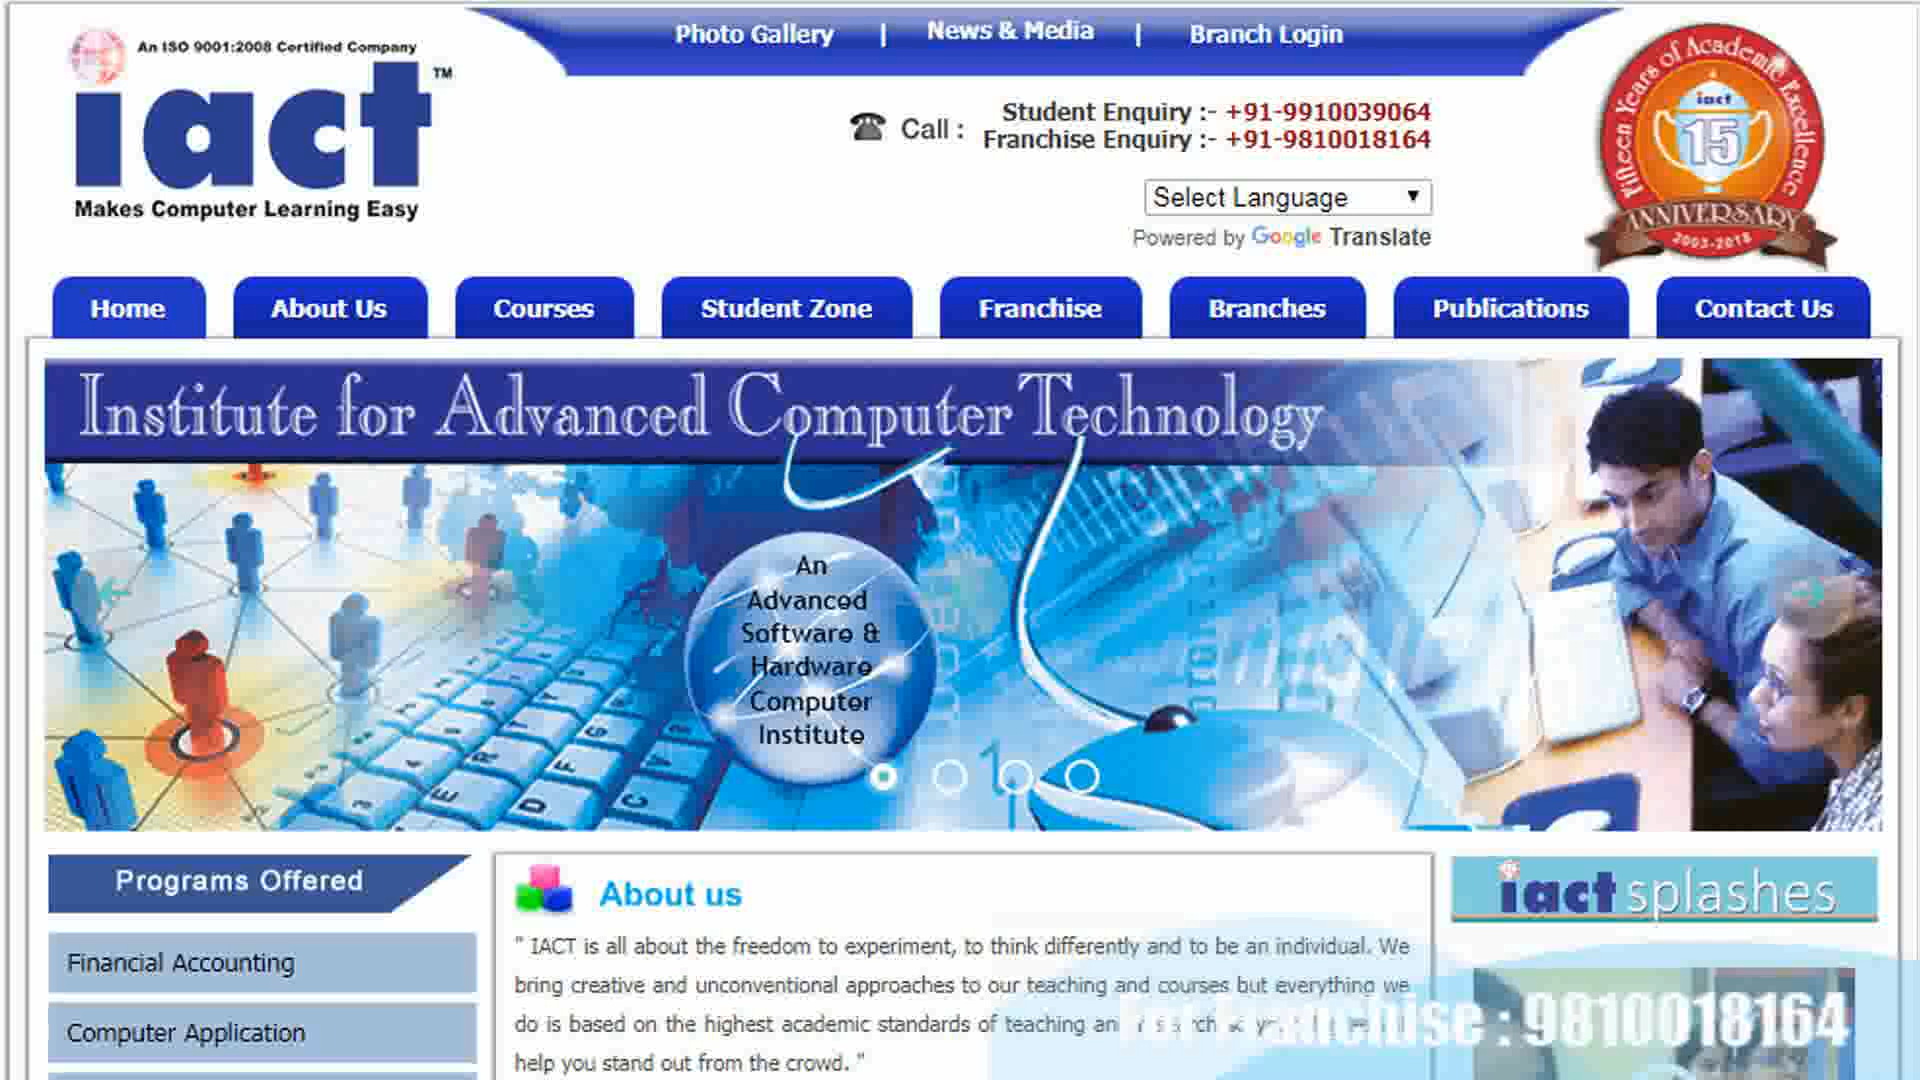 Photo Gallery | News & Media | Branch Login
An ISO 9001:2008 Certified Company
iact™
Makes Computer Learning Easy
Call :
Student Enquiry :- +91-9910039064
Franchise Enquiry :- +91-9810018164
Select Language
Powered by Google Translate
Fifteen Years of Academic Excellence
iact
15
ANNIVERSARY
2003-2018
Home
About Us
Courses
Student Zone
Franchise
Branches
Publications
Contact Us
Institute for Advanced Computer Technology
An
Advanced
Software &
Hardware
Computer
Institute
Programs Offered
Financial Accounting
Computer Application
About us
" IACT is all about the freedom to experiment, to think differently and to be an individual. We
bring creative and unconventional approaches to our teaching and courses but everything we
do is based on the highest academic standards of teaching
help you stand out from the crowd. "
iact splashes
For Franchise : 9810018164